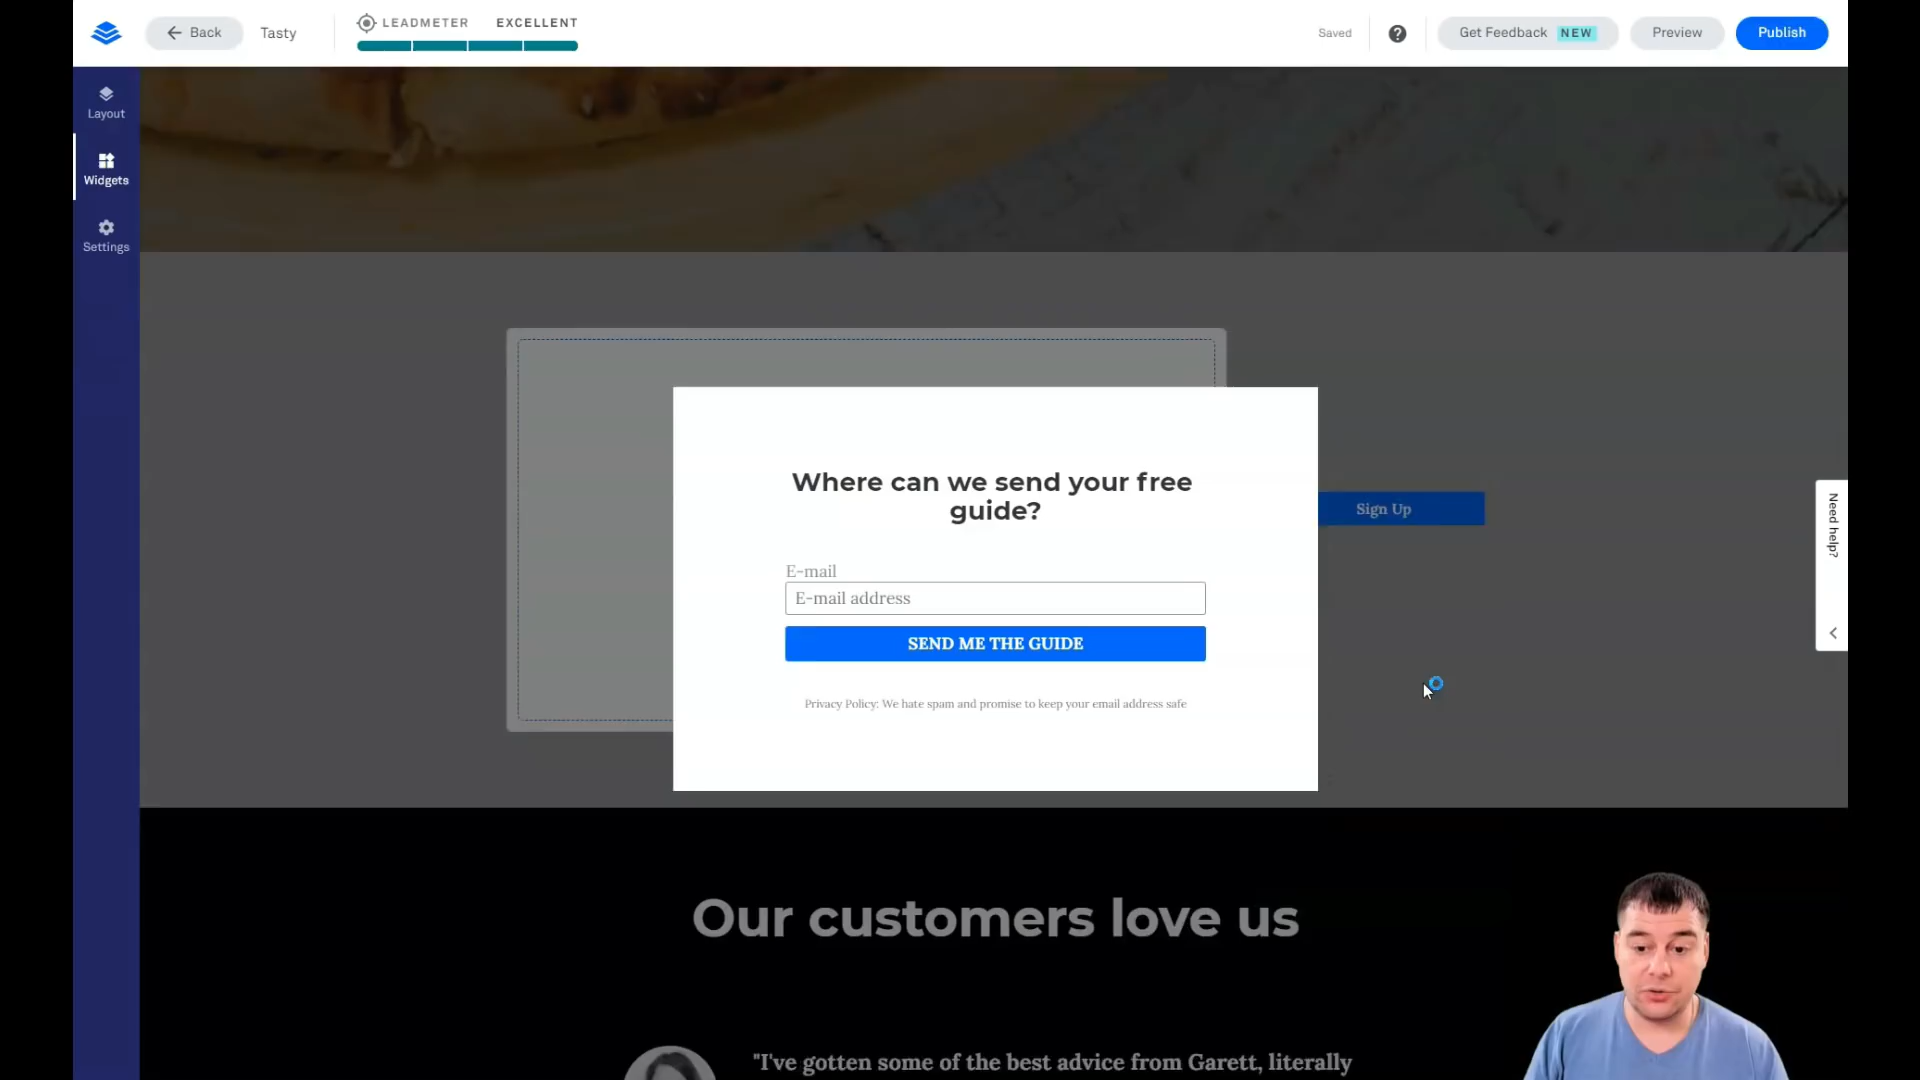 Back
Tasty
LEADMETER
EXCELLENT
Saved
?
Get Feedback NEW
Preview
Publish
Layout
Widgets
Settings
Where can we send your free
guide?
Sign Up
E-mail
E-mail address
SEND ME THE GUIDE
Privacy Policy: We hate spam and promise to keep your email address safe
Need help?
Our customers love us
"I've gotten some of the best advice from Garett, literally